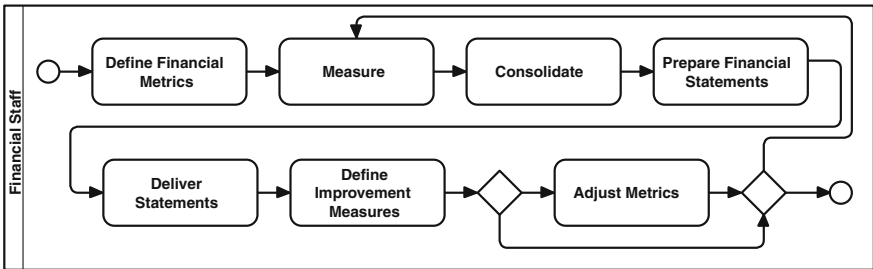 Financial Staff
Define Financial
Metrics
Measure
Consolidate
Prepare Financial
Statements
Deliver
Statements
Define
Improvement
Measures
Adjust Metrics